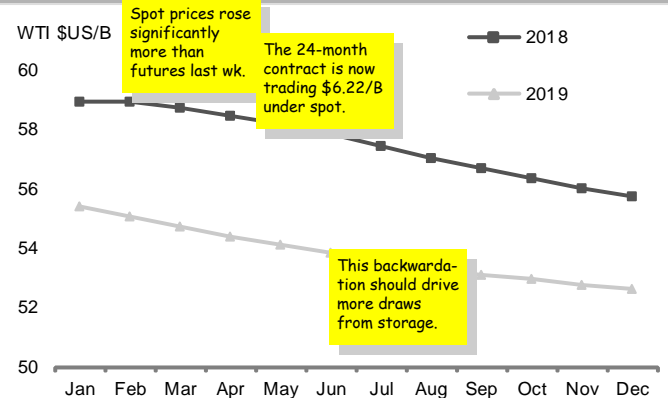 WTI $US/B
Spot prices rose
significantly
more than
futures last wk.
The 24-month
contract is now
trading $6.22/B
under spot.
2018
2019
60
58
56
54
52
50
This backwarda-
tion should drive
more draws
from storage.
Jan Feb Mar Apr May Jun Jul Aug Sep Oct Nov Dec